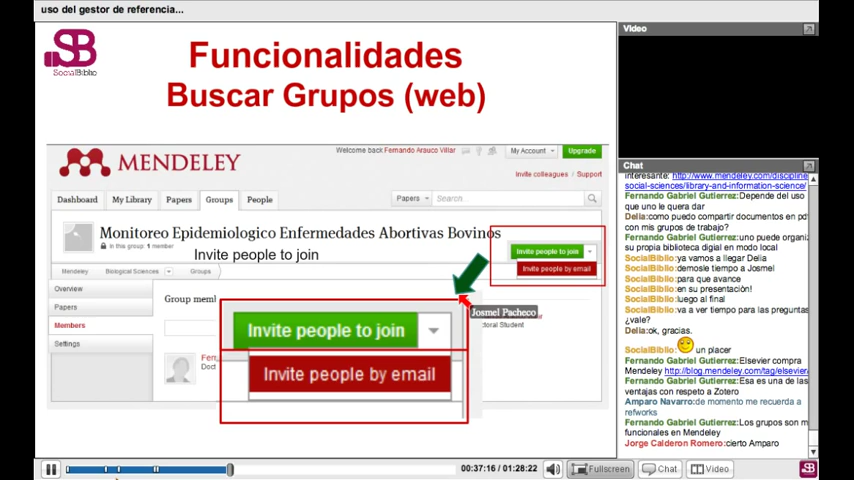 uso del gestor de referencia...
SB
SocialBiblio
Funcionalidades
Buscar Grupos (web)
MENDELEY
Welcome back Fernando Arauco Villar
My Account
Upgrade
Invite colleagues | Support
Dashboard
My Library
Papers
Groups
People
Papers
Search...
Monitoreo Epidemiologico Enfermedades Abortivas Bovinos
In this group: 1 member
Invite people to join
Invite people to join
Invite people by email
Mendeley
Biological Sciences
Groups
Overview
Papers
Members
Settings
Group meml
Invite people to join
Invite people by email
Josmel Pacheco
toral Student
Doct
Video
Chat
interesante: http://www.mendeley.com/discipline
social-sciences/library-and-information-science/
Fernando Gabriel Gutierrez:Depende del uso
que uno le quera dar
Delia:como puedo compartir documentos en pdf
con mis grupos de trabajo?
Fernando Gabriel Gutierrez:uno puede organiz
su propia biblioteca digital en modo local
SocialBiblio:ya vamos a llegar Delia
SocialBiblio:demosle tiempo a Josmel
SocialBiblio:para que avance
SocialBiblio:en su presentación!
SocialBiblio:luego al final
SocialBiblio:va a ver tiempo para las preguntas
¿vale?
Delia:ok, gracias.
SocialBiblio: un placer
Fernando Gabriel Gutierrez:Elsevier compra
Mendeley http://blog.mendeley.com/tag/elsevier/
Fernando Gabriel Gutierrez:Esa es una de las
ventajas con respeto a Zotero
Amparo Navarro:de momento me recuerda a
refworks
Fernando Gabriel Gutierrez:Los grupos son m
funcionales en Mendeley
Jorge Calderon Romero:cierto Amparo
00:37:16 / 01:28:22
Fullscreen
Chat
Video